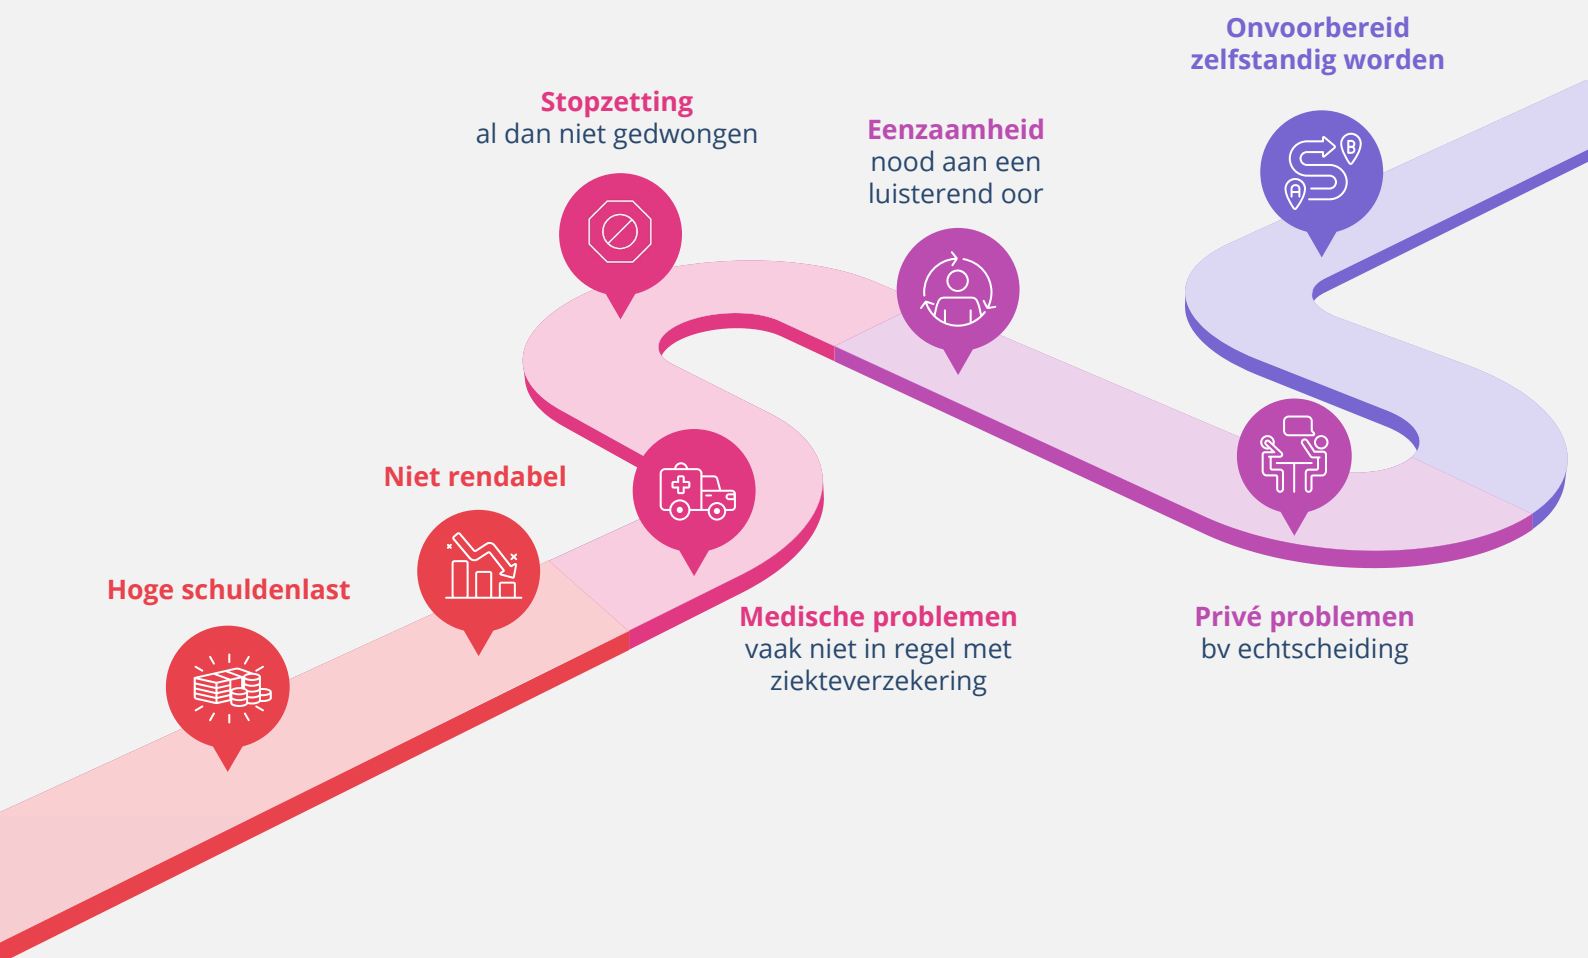 Onvoorbereid
zelfstandig worden
Stopzetting
al dan niet gedwongen
Eenzaamheid
nood aan een
luisterend oor
B
A
Niet rendabel
Hoge schuldenlast
Medische problemen
vaak niet in regel met
ziekteverzekering
Privé problemen
bv echtscheiding